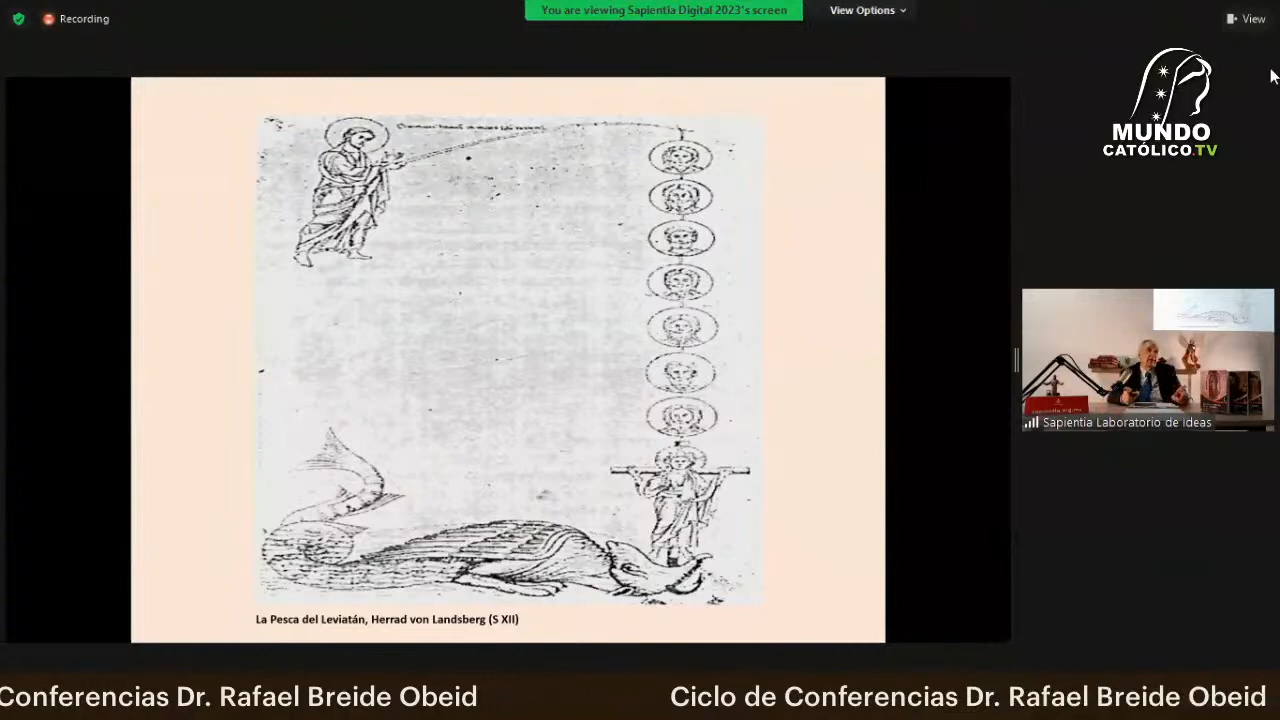 Recording
You are viewing Sapientia Digital 2023's screen
View Options
View
MUNDO
CATÓLICO.TV
Sapientia Laboratorio de ideas
La Pesca del Leviatán, Herrad von Landsberg (S XII)
Conferencias Dr. Rafael Breide Obeid
Ciclo de Conferencias Dr. Rafael Breide Obeid